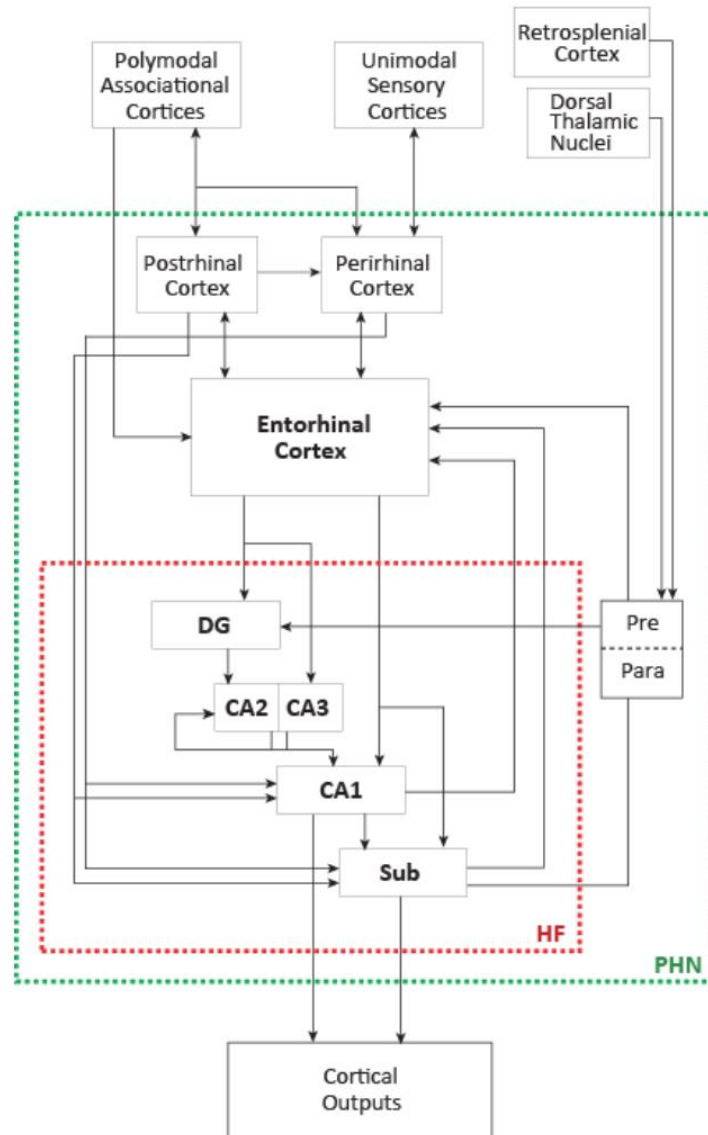 Retrosplenial
Cortex
Polymodal
Associational
Cortices
Unimodal
Sensory
Cortices
Dorsal
Thalamic
Nuclei
Postrhinal
Cortex
Perirhinal
Cortex
Entorhinal
Cortex
DG
Pre
Para
CA2
CA3
CA1
Sub
HF
PHN
Cortical
Outputs